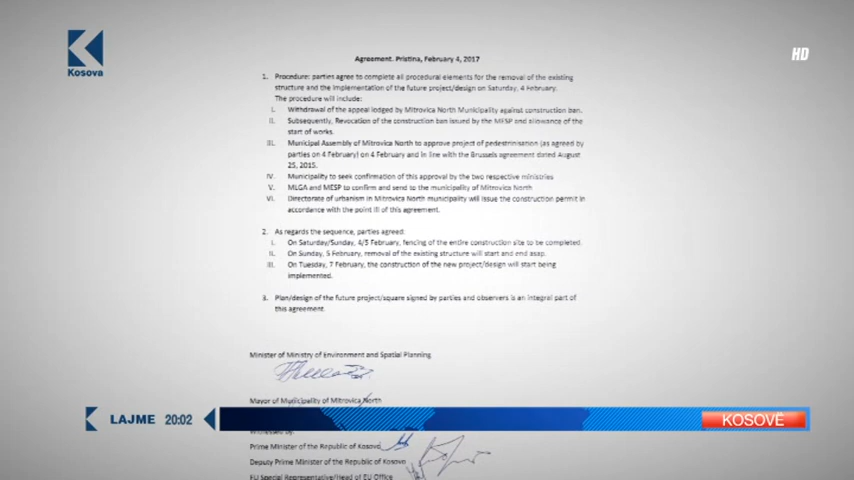 Kosova
HD
Agreement. Pristina, February 4, 2017
1. Procedure: parties agree to complete all procedural elements for the removal of the existing
structure and the implementation of the future project/design on Saturday, 4 February.
The procedure will include:
I. Withdrawal of the appeal lodged by Mitrovica North Municipality against construction ban.
II. Subsequently, Revocation of the construction ban issued by the MESP and allowance of the
start of works.
III. Municipal Assembly of Mitrovica North to approve project of pedestrinisation (as agreed by
parties on 4 February) on 4 February and in line with the Brussels agreement dated August
25, 2015.
IV. Municipality to seek confirmation of this approval by the two respective ministries
V. MLGA and MESP to confirm and send to the municipality of Mitrovica North
VI. Directorate of urbanism in Mitrovica North municipality will issue the construction permit in
accordance with the point III of this agreement.
2. As regards the sequence, parties agreed:
I. On Saturday/Sunday, 4/5 February, fencing of the entire construction site to be completed.
II. On Sunday, 5 February, removal of the existing structure will start and end asap.
III. On Tuesday, 7 February, the construction of the new project/design will start being
implemented.
3. Plan/design of the future project/square signed by parties and observers is an integral part of
this agreement
Minister of Ministry of Environment and Spatial Planning
Mayor of Municipality of Mitrovica North
LAJME 20:02
KOSOVË
Witnessed by:
Prime Minister of the Republic of Kosovo
Deputy Prime Minister of the Republic of Kosovo
EU Special Representative/Head of EU Office